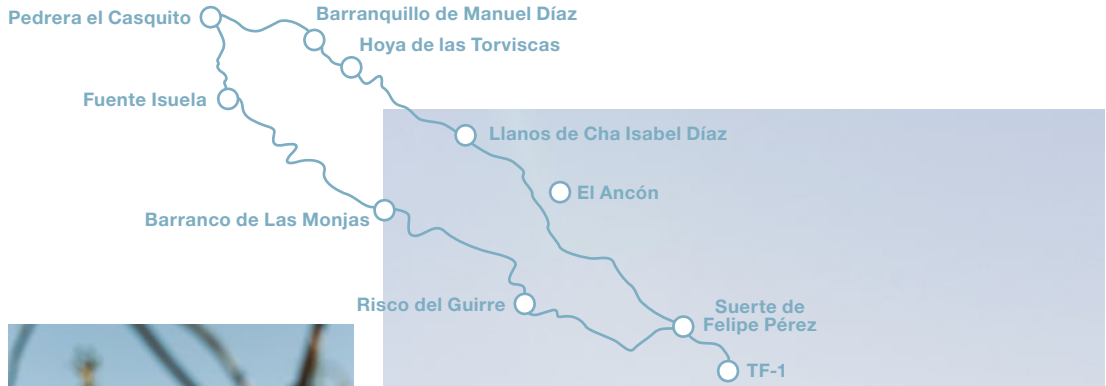 Pedrera el Casquito
Barranquillo de Manuel Díaz
Hoya de las Torviscas
Fuente Isuela
Llanos de Cha Isabel Díaz
El Ancón
Barranco de Las Monjas
Risco del Guirre
Suerte de
Felipe Pérez
TF-1